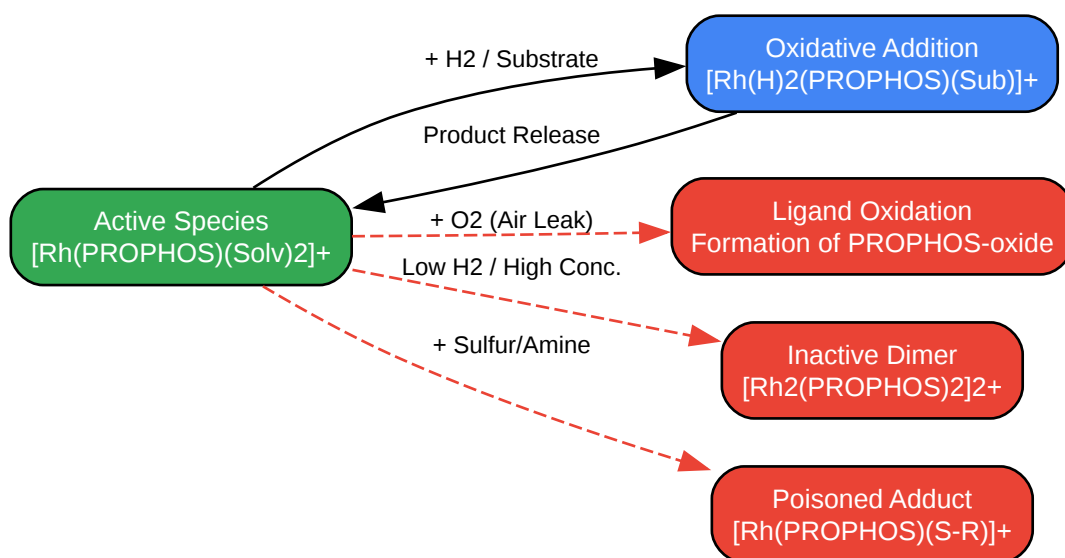 Oxidative Addition
[Rh(H)2(PROPHOS)(Sub)]+
+ H2 / Substrate
Product Release
Active Species
[Rh(PROPHOS)(Solv)2]+
+ O2 (Air Leak)
Ligand Oxidation
Formation of PROPHOS-oxide
Low H2 / High Conc.
+ Sulfur/Amine
Inactive Dimer
[Rh2(PROPHOS)2]2+
Poisoned Adduct
[Rh(PROPHOS)(S-R)]+